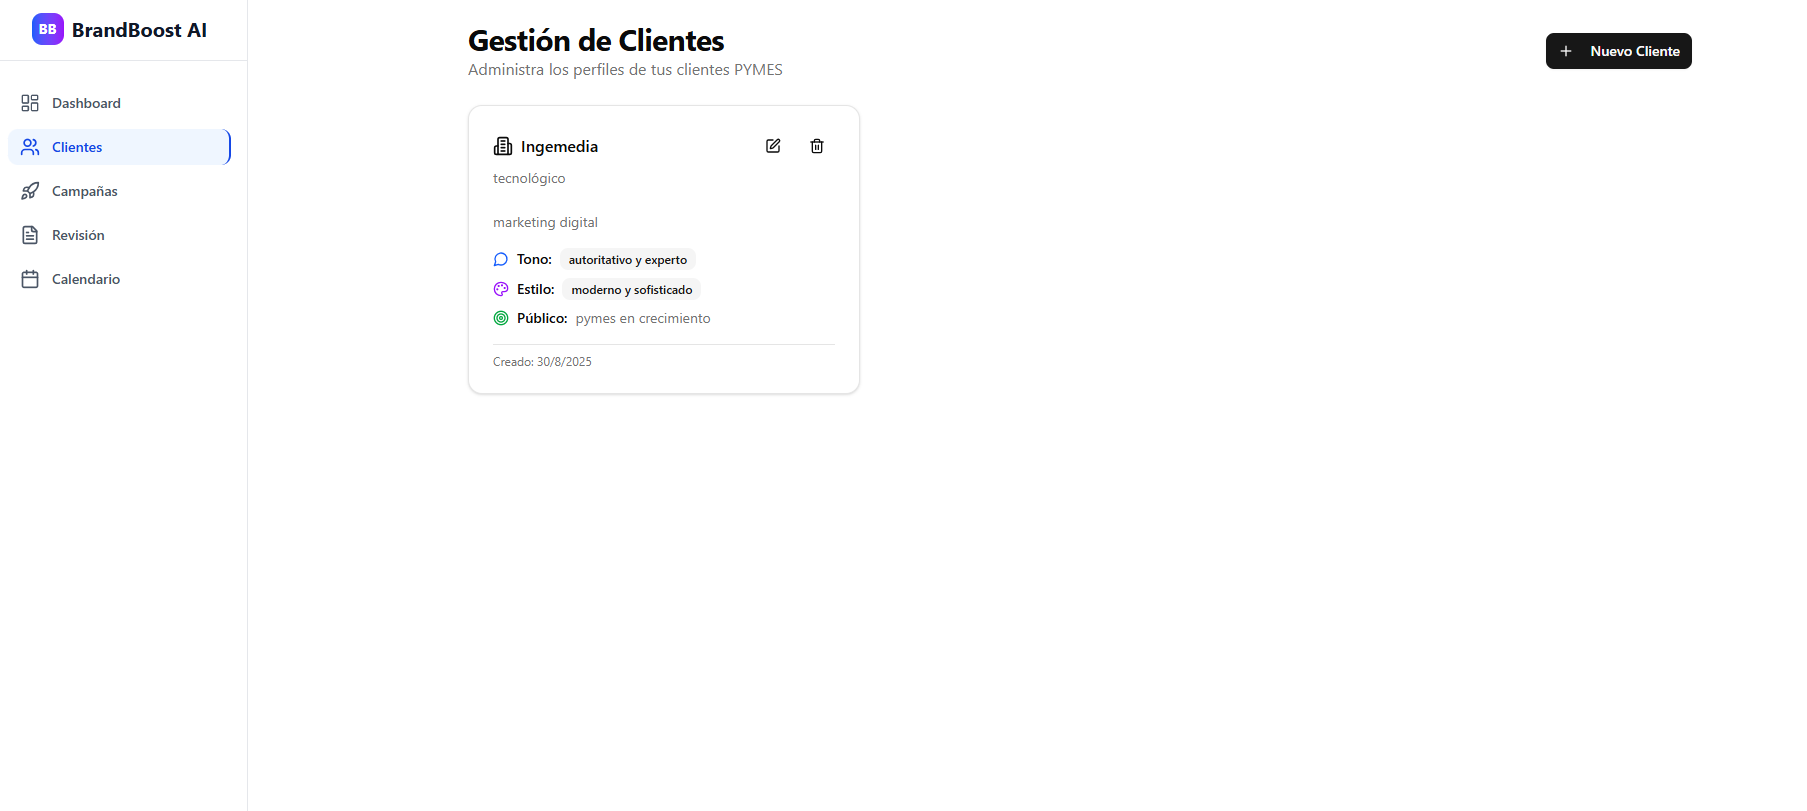 BB BrandBoost AI
Dashboard
Clientes
Campañas
Revisión
Calendario
Gestión de Clientes
Administra los perfiles de tus clientes PYMES
Nuevo Cliente
Ingemedia
tecnológico
marketing digital
Tono: autoritativo y experto
Estilo: moderno y sofisticado
Público: pymes en crecimiento
Creado: 30/8/2025